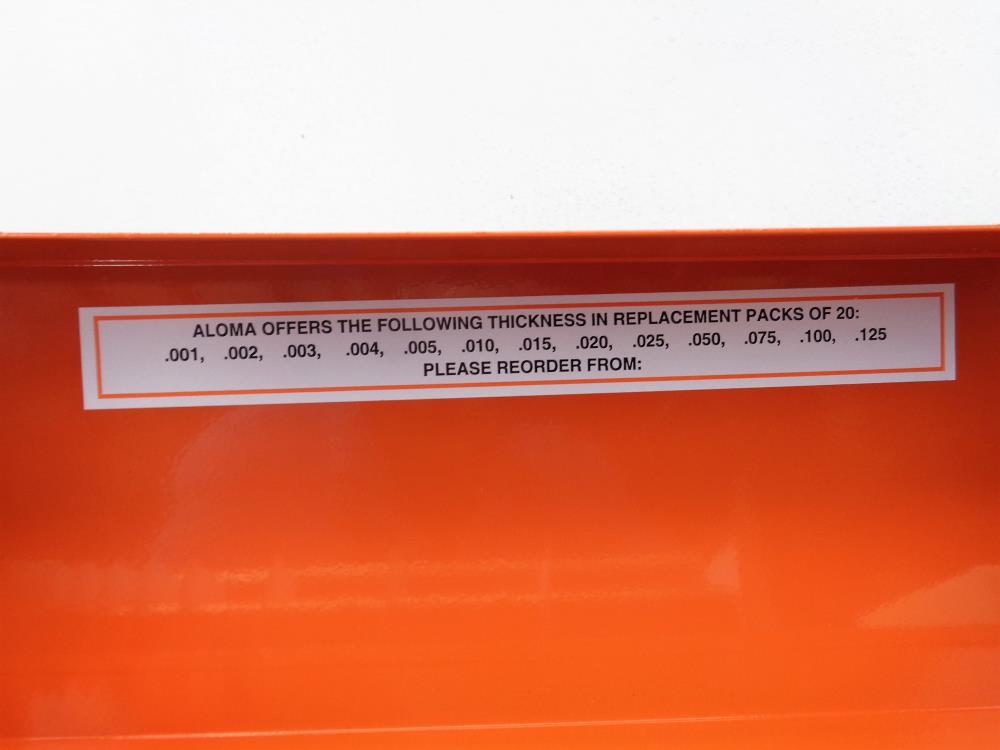 ALOMA OFFERS THE FOLLOWING THICKNESS IN REPLACEMENT PACKS OF 20:
.001, .002, .003, .004, .005, .010, .015, .020, .025, .050, .075, .100, .125
PLEASE REORDER FROM: